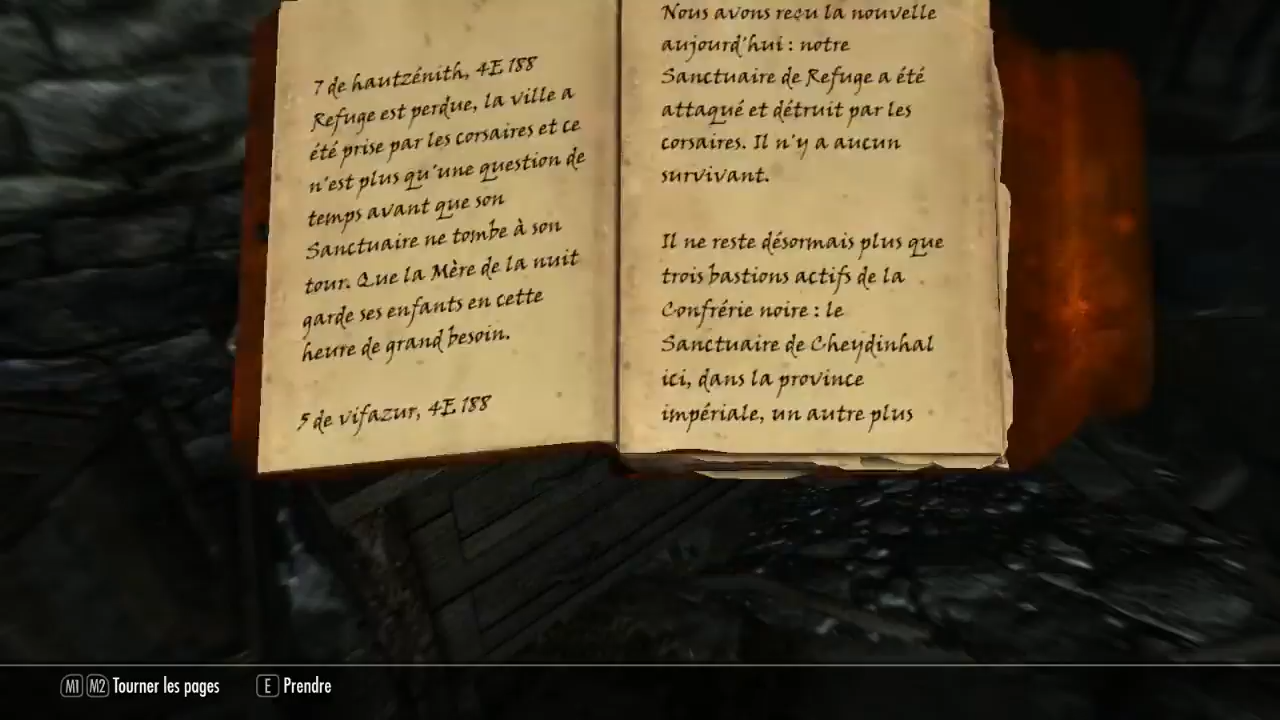 7 de hautzénith, 4E 188
Refuge est perdue, la ville a
été prise par les corsaires et ce
n'est plus qu'une question de
temps avant que son
Sanctuaire ne tombe à son
tour. Que la Mère de la nuit
garde ses enfants en cette
heure de grand besoin.
5 de vifazur, 4E 188
Nous avons reçu la nouvelle
aujourd'hui : notre
Sanctuaire de Refuge a été
attaqué et détruit par les
corsaires. Il n'y a aucun
survivant.
Il ne reste désormais plus que
trois bastions actifs de la
Confrérie noire : le
Sanctuaire de Cheydinhal
ici, dans la province
impériale, un autre plus
M1 M2 Tourner les pages
E Prendre